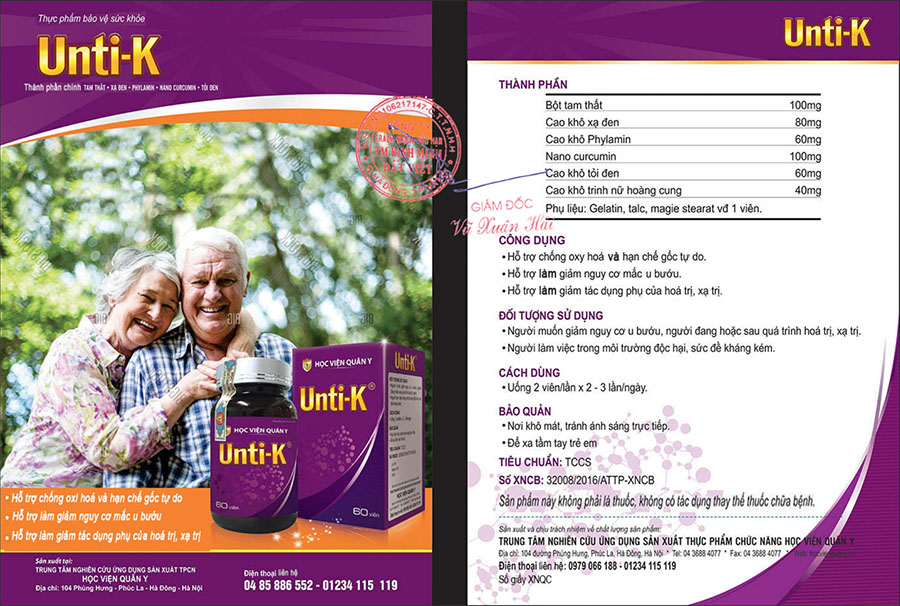 Thực phẩm bảo vệ sức khỏe
Unti-K
Thành phần chính TAM THẤT • XẠ ĐEN • PHYLAMIN • NANO CURCUMIN • TỎI ĐEN
HỌC VIỆN QUÂN Y
Unti-K
60 viên
Unti-K
HỌC VIỆN QUÂN Y
Unti-K®
60 viên
• Hỗ trợ chống oxi hoá và hạn chế gốc tự do
• Hỗ trợ làm giảm nguy cơ mắc u bướu
• Hỗ trợ làm giảm tác dụng phụ của hoá trị, xạ trị
Sản xuất tại:
TRUNG TÂM NGHIÊN CỨU ỨNG DỤNG SẢN XUẤT TPCN
HỌC VIỆN QUÂN Y
Địa chỉ: 104 Phùng Hưng - Phúc La - Hà Đông - Hà Nội
Điện thoại liên hệ
04 85 886 552 - 01234 115 119
GIÁM ĐỐC
Vũ Xuân Hải
Unti-K
THÀNH PHẦN
Bột tam thất 100mg
Cao khô xạ đen 80mg
Cao khô Phylamin 60mg
Nano curcumin 100mg
Cao khô tỏi đen 60mg
Cao khô trinh nữ hoàng cung 40mg
Phụ liệu: Gelatin, talc, magie stearat vđ 1 viên.
CÔNG DỤNG
• Hỗ trợ chống oxy hoá và hạn chế gốc tự do.
• Hỗ trợ làm giảm nguy cơ mắc u bướu.
• Hỗ trợ làm giảm tác dụng phụ của hoá trị, xạ trị.
ĐỐI TƯỢNG SỬ DỤNG
• Người muốn giảm nguy cơ u bướu, người đang hoặc sau quá trình hoá trị, xạ trị.
• Người làm việc trong môi trường độc hại, sức đề kháng kém.
CÁCH DÙNG
• Uống 2 viên/lần x 2 - 3 lần/ngày.
BẢO QUẢN
• Nơi khô mát, tránh ánh sáng trực tiếp.
• Để xa tầm tay trẻ em
TIÊU CHUẨN: TCCS
Số XNCB: 32008/2016/ATTP-XNCB
Sản phẩm này không phải là thuốc, không có tác dụng thay thế thuốc chữa bệnh.
Sản xuất và chịu trách nhiệm về chất lượng sản phẩm:
TRUNG TÂM NGHIÊN CỨU ỨNG DỤNG SẢN XUẤT THỰC PHẨM CHỨC NĂNG HỌC VIỆN QUÂN Y
Địa chỉ: 104 đường Phùng Hưng, Phúc La, Hà Đông, Hà Nội * Tel: 04 3688 4077 * Fax: 04 3688 4077
Điện thoại liên hệ: 0979 066 188 - 01234 115 119
Số giấy XNQC